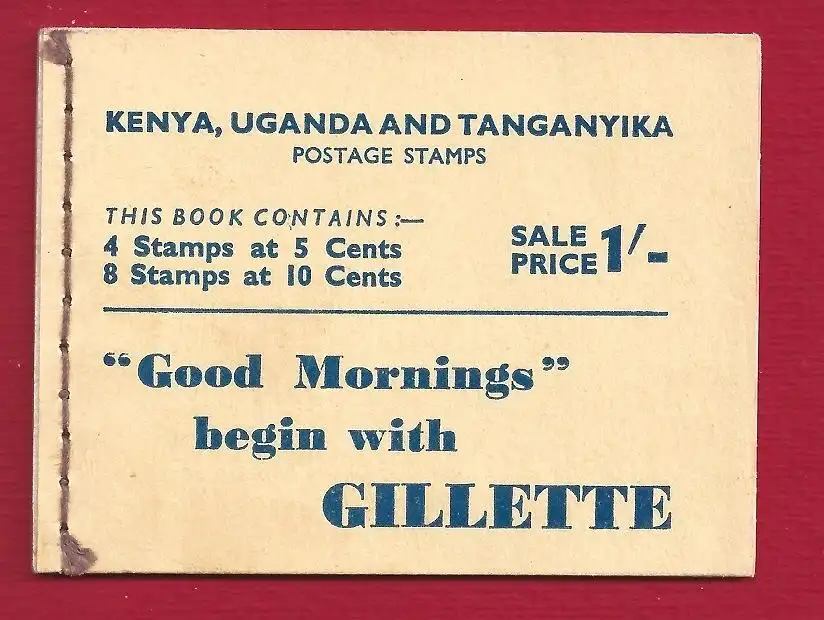 KENYA, UGANDA AND TANGANYIKA
POSTAGE STAMPS
THIS BOOK CONTAINS :—
4 Stamps at 5 Cents
8 Stamps at 10 Cents
SALE PRICE 1/-
“Good Mornings”
begin with
GILLETTE